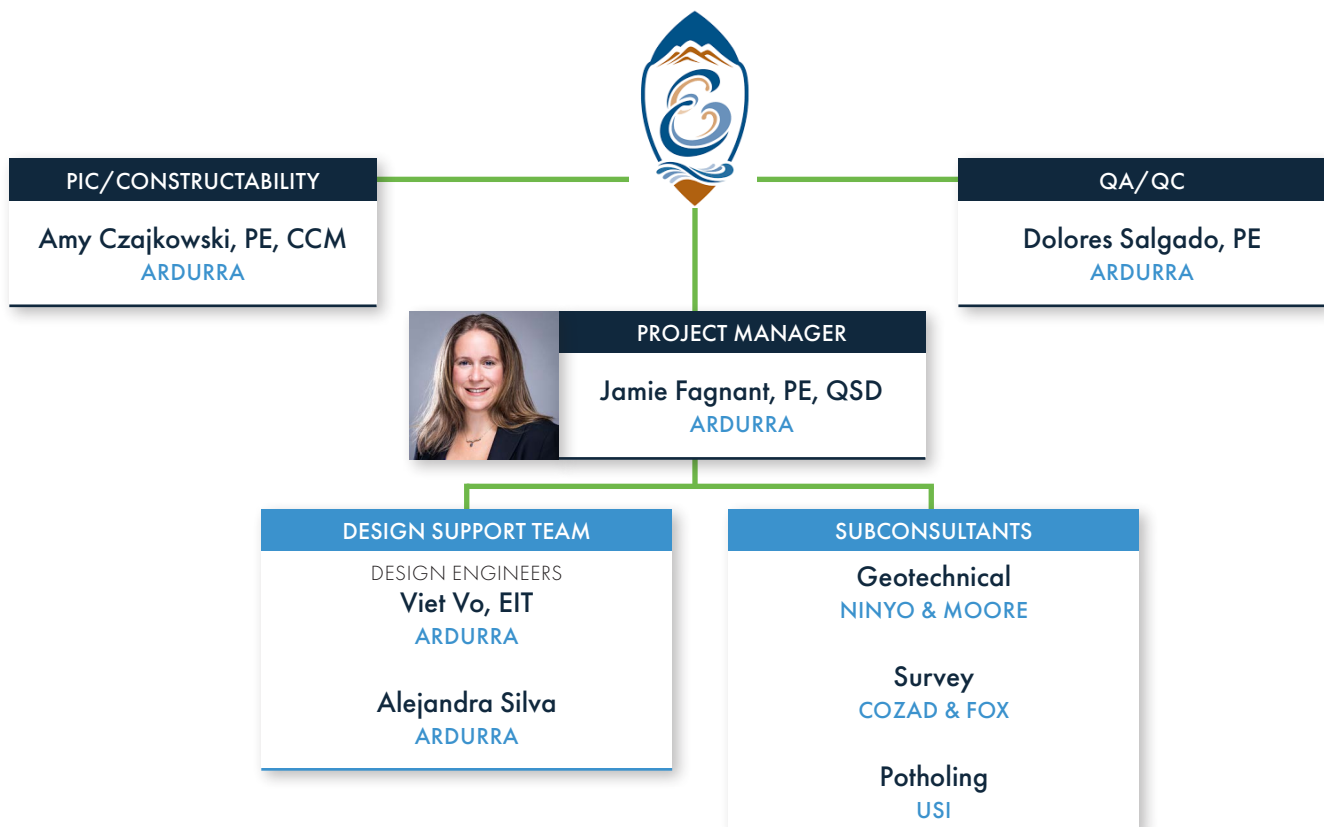 PIC/CONSTRUCTABILITY
Amy Czajkowski, PE, CCM
ARDURRA
QA/QC
Dolores Salgado, PE
ARDURRA
PROJECT MANAGER
Jamie Fagnant, PE, QSD
ARDURRA
DESIGN SUPPORT TEAM
DESIGN ENGINEERS
Viet Vo, EIT
ARDURRA
Alejandra Silva
ARDURRA
SUBCONSULTANTS
Geotechnical
NINYO & MOORE
Survey
COZAD & FOX
Potholing
USI